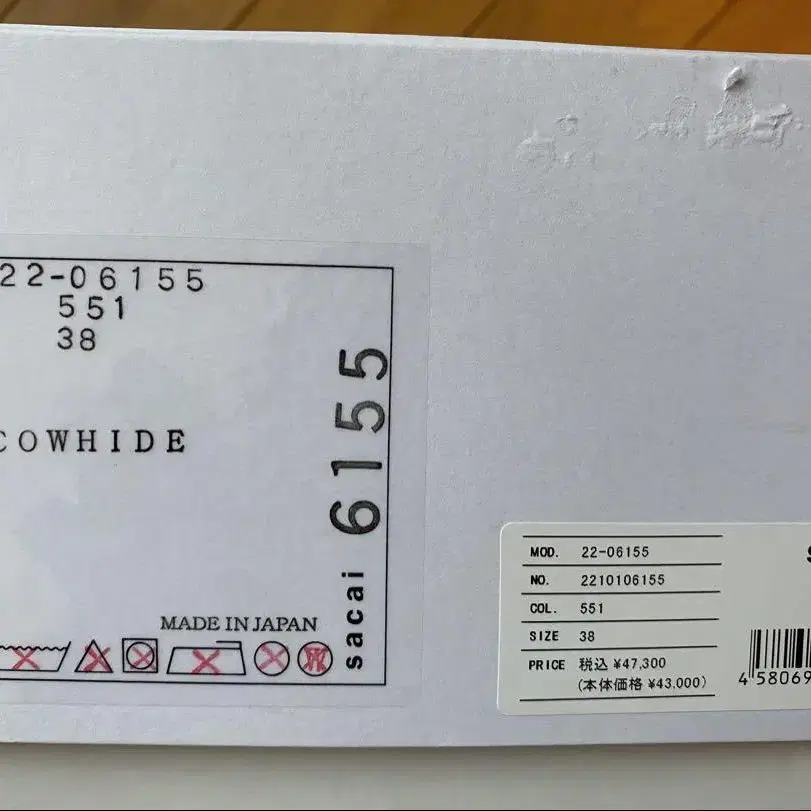 22-06155
551
38
COWHIDE
MADE IN JAPAN
sacai 6155
MOD. 22-06155
NO. 2210106155
COL. 551
SIZE 38
PRICE 税込 ¥47,300
(本体価格 ¥43,000)
458069